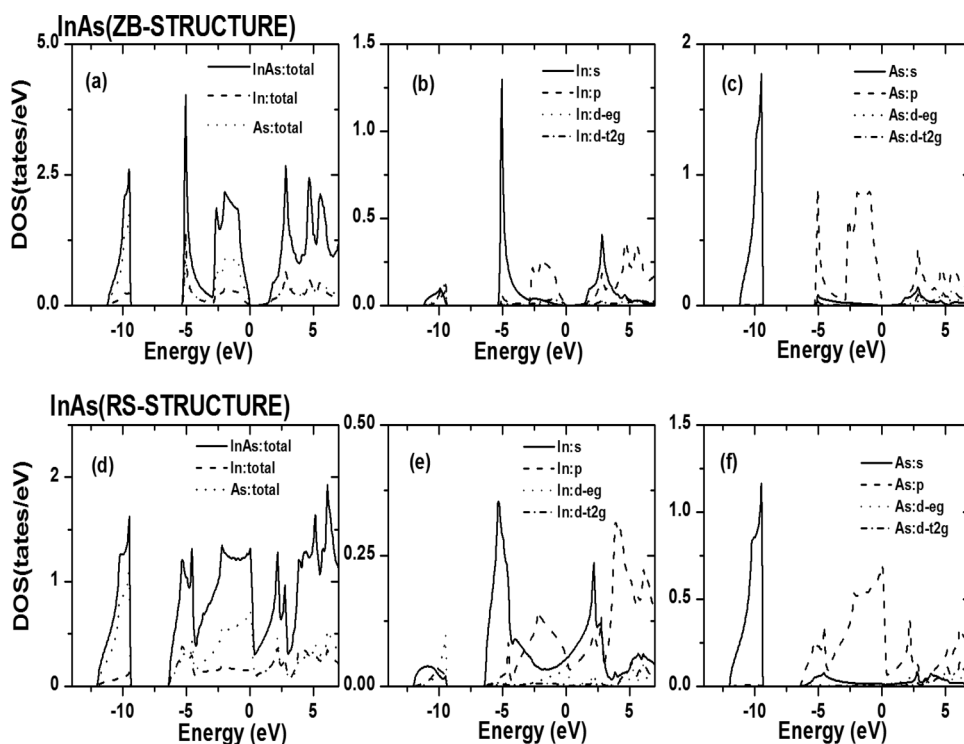 InAs(ZB-STRUCTURE)
5.0
2.5
0.0
DOS(tates/eV)
(a)
InAs:total
In:total
As:total
-10 -5 0 5
Energy (eV)
1.5
1.0
0.5
0.0
(b)
In:s
In:p
In:d-eg
In:d-t2g
-10 -5 0 5
Energy (eV)
2
1
0
(c)
As:s
As:p
As:d-eg
As:d-t2g
-10 -5 0 5
Energy (eV)
InAs(RS-STRUCTURE)
2
1
0
DOS(tates/eV)
(d)
InAs:total
In:total
As:total
-10 -5 0 5
Energy (eV)
0.50
0.25
0.00
(e)
In:s
In:p
In:d-eg
In:d-t2g
-10 -5 0 5
Energy (eV)
1.5
1.0
0.5
0.0
(f)
As:s
As:p
As:d-eg
As:d-t2g
-10 -5 0 5
Energy (eV)